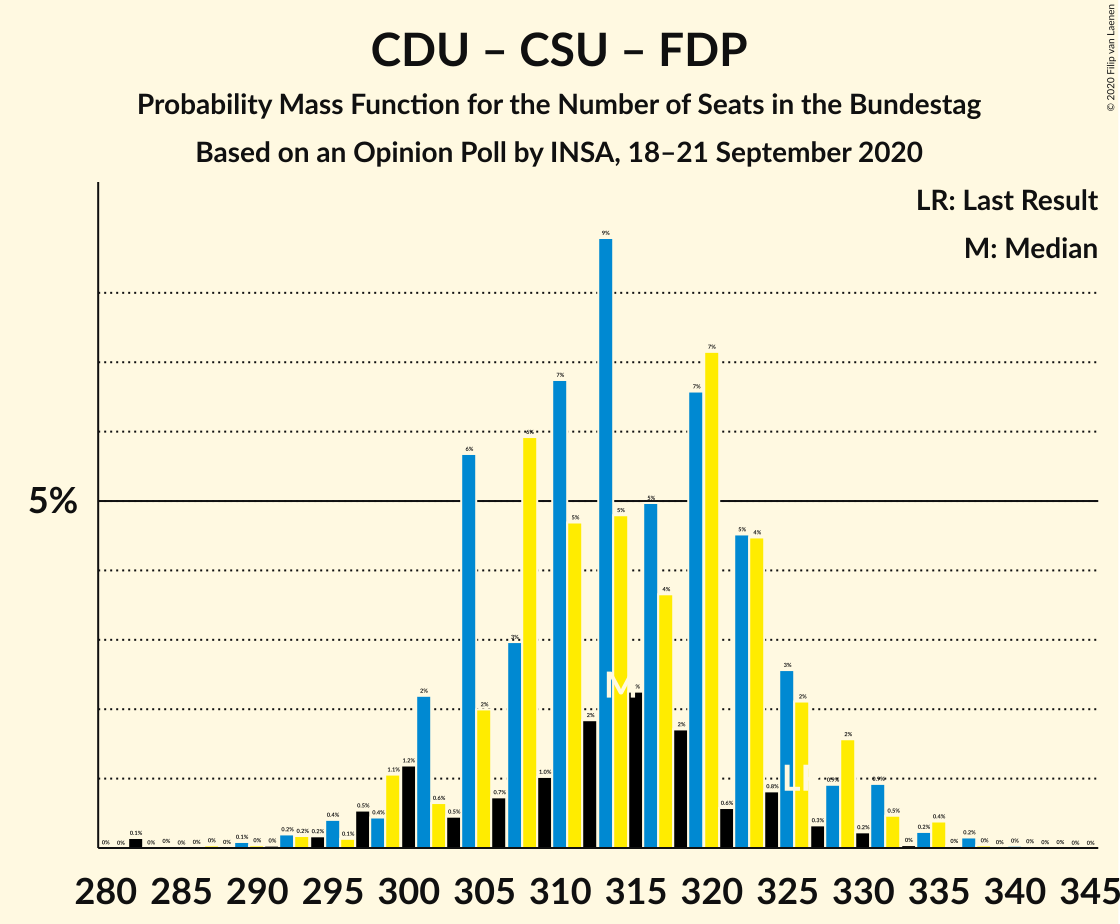 CDU – CSU – FDP
Probability Mass Function for the Number of Seats in the Bundestag
Based on an Opinion Poll by INSA, 18–21 September 2020
© 2020 Filip van Laenen
LR: Last Result
M: Median
5%
0% 0% 0.1% 0% 0% 0% 0% 0% 0% 0.1% 0% 0% 0.2% 0.2% 0.2% 0.4% 0.1% 0.5% 0.4% 1.1% 1.2% 2% 0.6% 0.5% 6% 2% 0.7% 3% 6% 1.0% 7% 5% 2% 9% 5% % 5% 4% 2% 7% 7% 0.6% 5% 4% 0.8% 3% 2% 0.3% 0.9% 2% 0.2% 0.9% 0.5% 0% 0.2% 0.4% 0% 0.2% 0% 0% 0% 0% 0% 0% 0% 0%
M
280 285 290 295 300 305 310 315 320 325 330 335 340 345